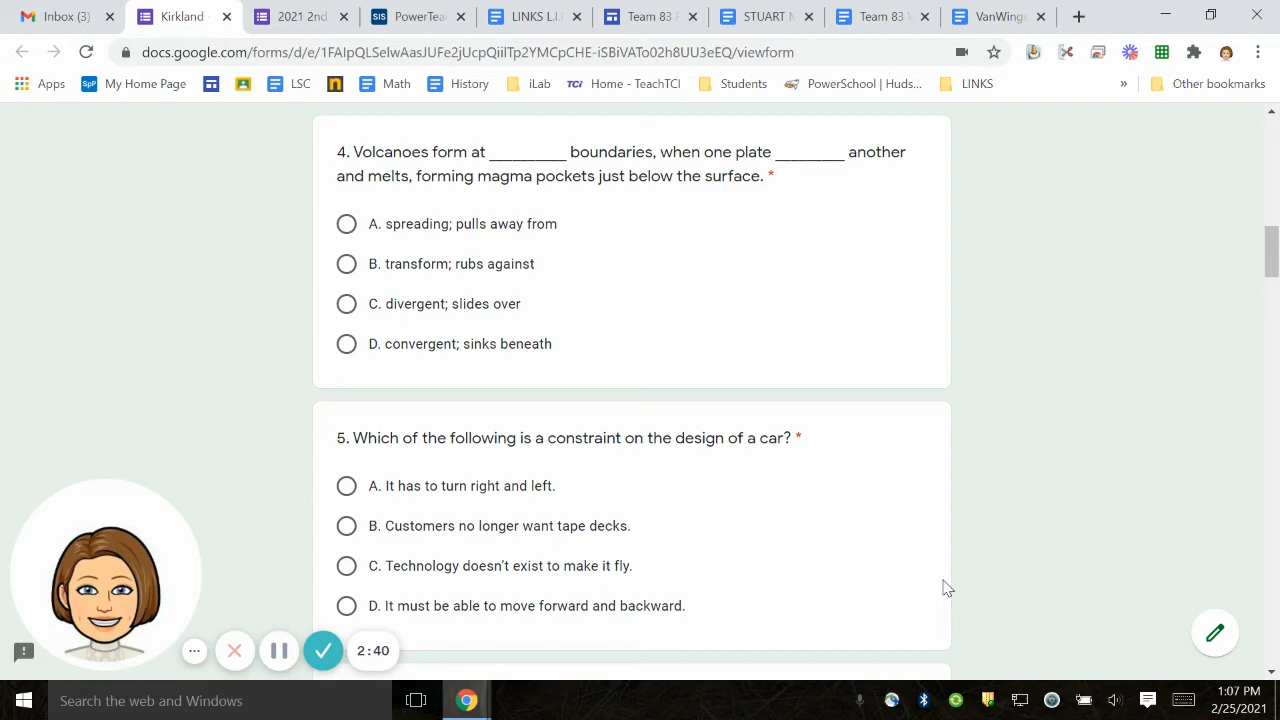 Inbox (3)
Kirkland -
2021 2nd
PowerTea
LINKS L.I.
Team 83 
STUART 
Team 83 
VanWing
docs.google.com/forms/d/e/1FAIpQLSelwAasJUFe2iUcpQiilTp2YMCpCHE-iSBiVATo02h8UU3eEQ/viewform
Apps
SpP My Home Page
LSC
Math
History
iLab
TCi Home - TeachTCI
Students
PowerSchool | Huds...
LINKS
»
Other bookmarks
4. Volcanoes form at __________ boundaries, when one plate _________ another
and melts, forming magma pockets just below the surface. *
A. spreading; pulls away from
B. transform; rubs against
C. divergent; slides over
D. convergent; sinks beneath
5. Which of the following is a constraint on the design of a car? *
A. It has to turn right and left.
B. Customers no longer want tape decks.
C. Technology doesn't exist to make it fly.
D. It must be able to move forward and backward.
2:40
Search the web and Windows
1:07 PM
2/25/2021